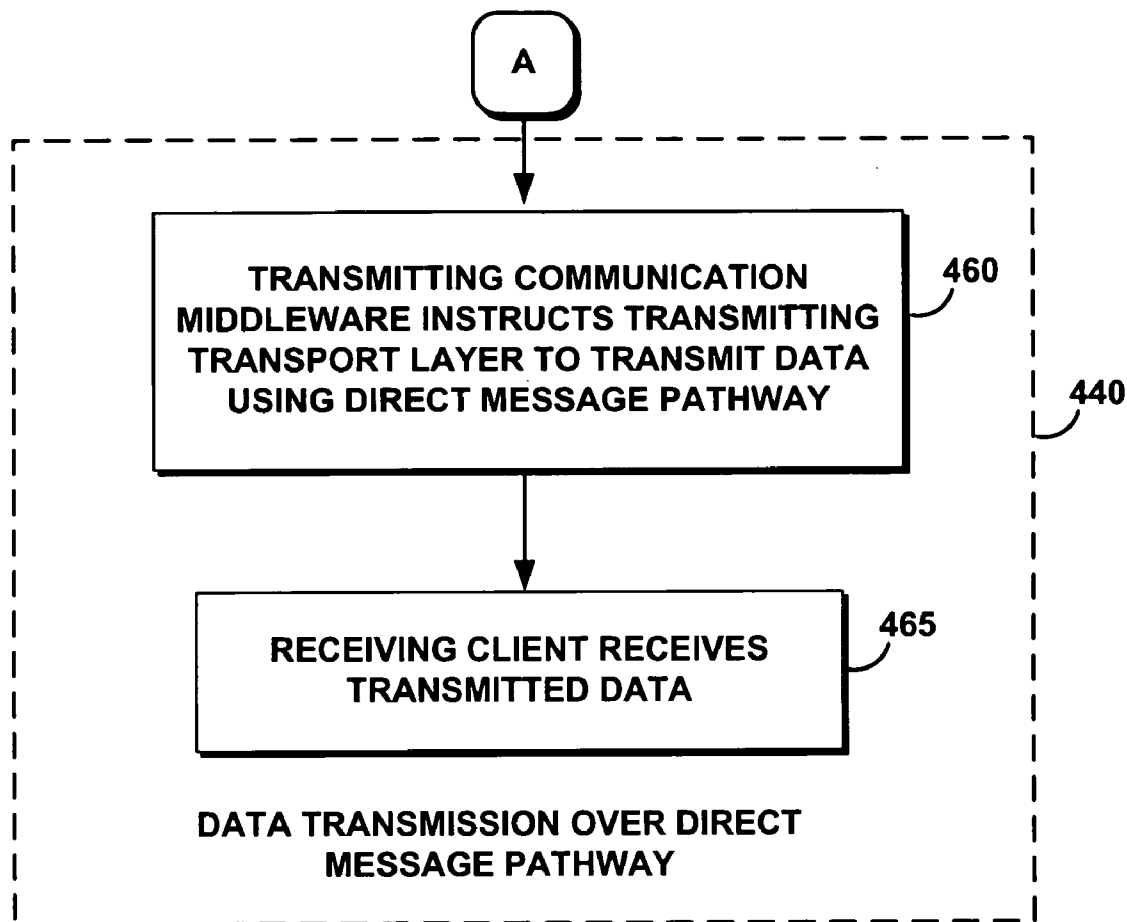 A
TRANSMITTING COMMUNICATION
MIDDLEWARE INSTRUCTS TRANSMITTING
TRANSPORT LAYER TO TRANSMIT DATA
USING DIRECT MESSAGE PATHWAY
460
440
RECEIVING CLIENT RECEIVES
TRANSMITTED DATA
465
DATA TRANSMISSION OVER DIRECT
MESSAGE PATHWAY